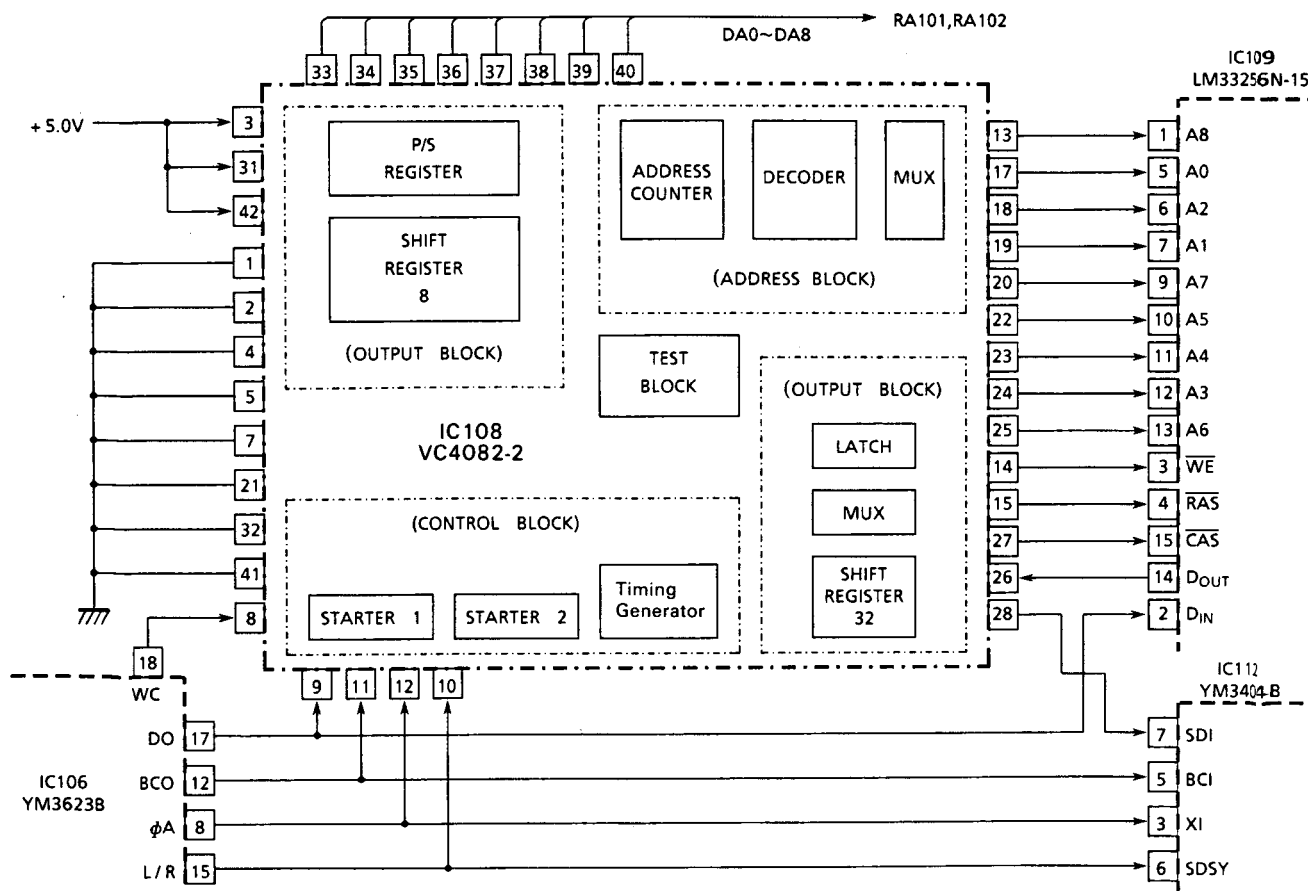 RA101,RA102
DA0~DA8
33 34 35 36 37 38 39 40
IC109
LM33256N-15
+5.0V
3
31
42
1
2
4
5
7
21
32
41
8
P/S
REGISTER
SHIFT
REGISTER
8
(OUTPUT BLOCK)
ADDRESS
COUNTER
DECODER
MUX
(ADDRESS BLOCK)
TEST
BLOCK
IC108
VC4082-2
(OUTPUT BLOCK)
LATCH
MUX
SHIFT
REGISTER
32
(CONTROL BLOCK)
STARTER 1
STARTER 2
Timing
Generator
13 1 A8
17 5 A0
18 6 A2
19 7 A1
20 9 A7
22 10 A5
23 11 A4
24 12 A3
25 13 A6
14 3 W̅E̅
15 4 R̅A̅S̅
27 15 C̅A̅S̅
26 14 DOUT
28 2 DIN
18
WC
9 11 12 10
IC112
YM3404-B
IC106
YM3623B
DO 17 7 SDI
BCO 12 5 BCI
ϕA 8 3 XI
L/R 15 6 SDSY